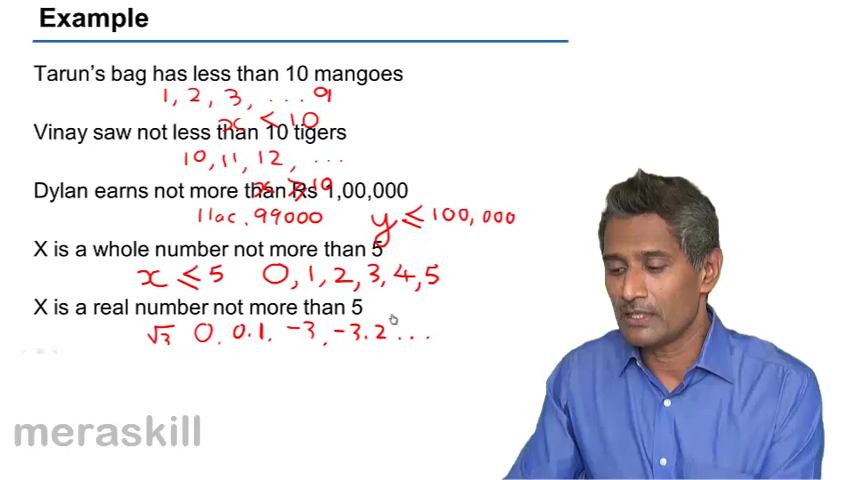 Example
Tarun's bag has less than 10 mangoes
1, 2, 3, ... 9
x < 10
Vinay saw not less than 10 tigers
10, 11, 12, ...
x ≥ 10
Dylan earns not more than Rs 1,00,000
1lac. 99000 y ≤ 100,000
X is a whole number not more than 5
x ≤ 5 0, 1, 2, 3, 4, 5
X is a real number not more than 5
√3 0, 0.1, -3, -3.2 ...
meraskill